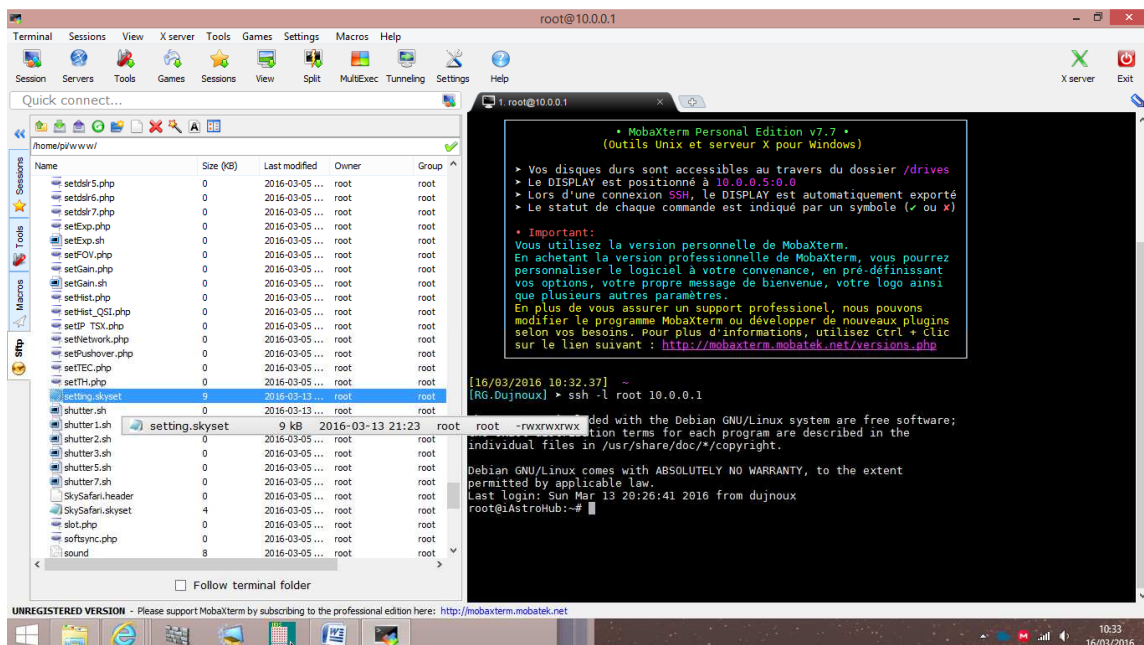 root@10.0.0.1
Terminal Sessions View X server Tools Games Settings Macros Help
Session Servers Tools Games Sessions View Split MultiExec Tunneling Settings Help X server Exit
Quick connect...
1. root@10.0.0.1
/home/pi/www/
Name Size (KB) Last modified Owner Group
setdslr5.php 0 2016-03-05 ... root root
setdslr6.php 0 2016-03-05 ... root root
setdslr7.php 0 2016-03-05 ... root root
setExp.php 0 2016-03-05 ... root root
setExp.sh 0 2016-03-05 ... root root
setFOV.php 0 2016-03-05 ... root root
setGain.php 0 2016-03-05 ... root root
setGain.sh 0 2016-03-05 ... root root
setHist.php 0 2016-03-05 ... root root
setHist_QSI.php 0 2016-03-05 ... root root
setIP TSX.php 0 2016-03-05 ... root root
setNetwork.php 0 2016-03-05 ... root root
setPushover.php 0 2016-03-05 ... root root
setTEC.php 0 2016-03-05 ... root root
setTH.php 0 2016-03-05 ... root root
setting.skyset 9 2016-03-13 ... root root
shutter.sh 0 2016-03-13 ... root root
shutter1.sh
setting.skyset 9 kB 2016-03-13 21:23 root root -rwxrwxrwx
shutter2.sh 0 2016-03-05 ... root root
shutter3.sh 0 2016-03-05 ... root root
shutter5.sh 0 2016-03-05 ... root root
shutter7.sh 0 2016-03-05 ... root root
SkySafari.header 0 2016-03-05 ... root root
SkySafari.skyset 4 2016-03-05 ... root root
slot.php 0 2016-03-05 ... root root
softsync.php 0 2016-03-05 ... root root
sound 8 2016-03-05 ... root root
Follow terminal folder
Sessions
Tools
Macros
Sftp
• MobaXterm Personal Edition v7.7 •
(Outils Unix et serveur X pour Windows)
➤ Vos disques durs sont accessibles au travers du dossier /drives
➤ Le DISPLAY est positionné à 10.0.0.5:0.0
➤ Lors d'une connexion SSH, le DISPLAY est automatiquement exporté
➤ Le statut de chaque commande est indiqué par un symbole (✔ ou ✘)
• Important:
Vous utilisez la version personnelle de MobaXterm.
En achetant la version professionnelle de MobaXterm, vous pourrez
personnaliser le logiciel à votre convenance, en pré-définissant
vos options, votre propre message de bienvenue, votre logo ainsi
que plusieurs autres paramètres.
En plus de vous assurer un support professionel, nous pouvons
modifier le programme MobaXterm ou développer de nouveaux plugins
selon vos besoins. Pour plus d'informations, utilisez Ctrl + Clic
sur le lien suivant : http://mobaxterm.mobatek.net/versions.php
[16/03/2016 10:32.37] ~
[RG.Dujnoux] ➤ ssh -l root 10.0.0.1
ded with the Debian GNU/Linux system are free software;
tion terms for each program are described in the
individual files in /usr/share/doc/*/copyright.
Debian GNU/Linux comes with ABSOLUTELY NO WARRANTY, to the extent
permitted by applicable law.
Last login: Sun Mar 13 20:26:41 2016 from dujnoux
root@iAstroHub:~#
UNREGISTERED VERSION - Please support MobaXterm by subscribing to the professional edition here: http://mobaxterm.mobatek.net
10:33
16/03/2016